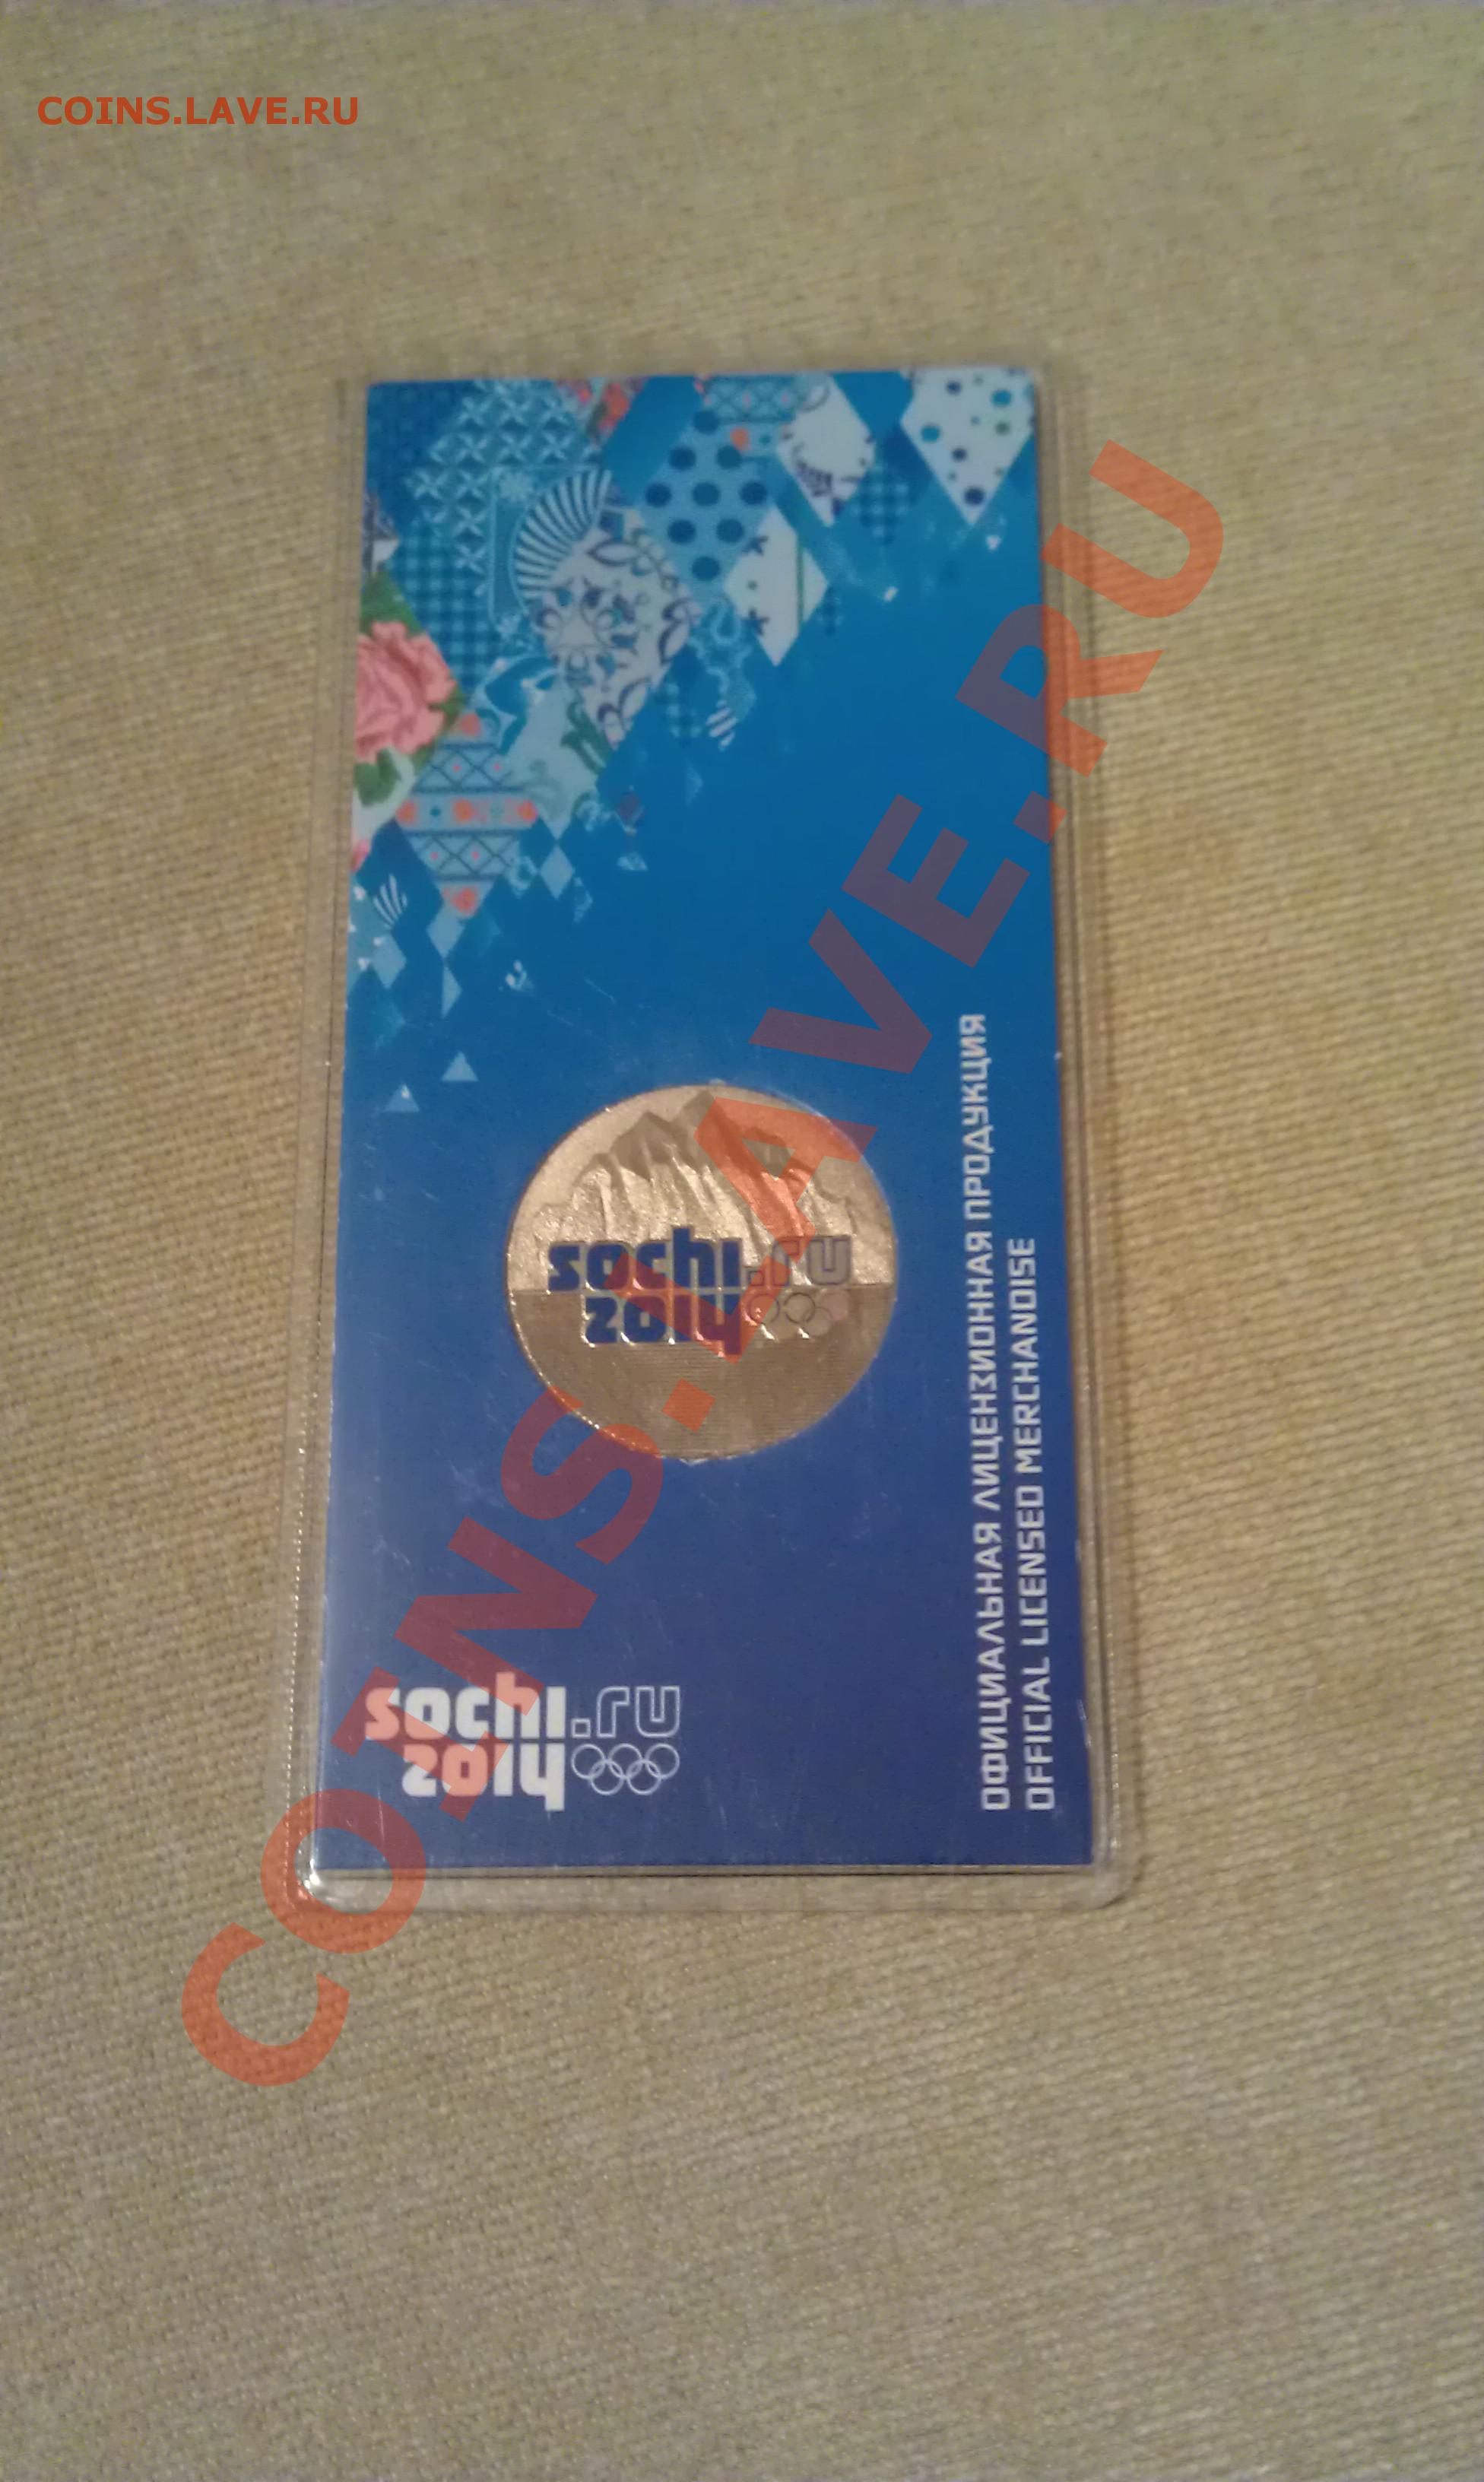 COINS.LAVE.RU
COINS.LAVE.RU
sochi.ru
2014
sochi.ru
2014
ОФИЦИАЛЬНАЯ ЛИЦЕНЗИОННАЯ ПРОДУКЦИЯ
OFFICIAL LICENSED MERCHANDISE